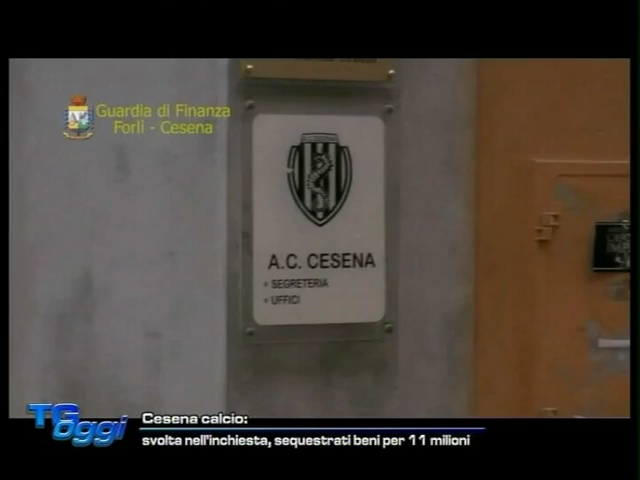 Guardia di Finanza
Forlì - Cesena
A.C. CESENA
SEGRETERIA
UFFICI
TG
oggi
Cesena calcio:
svolta nell'inchiesta, sequestrati beni per 11 milioni